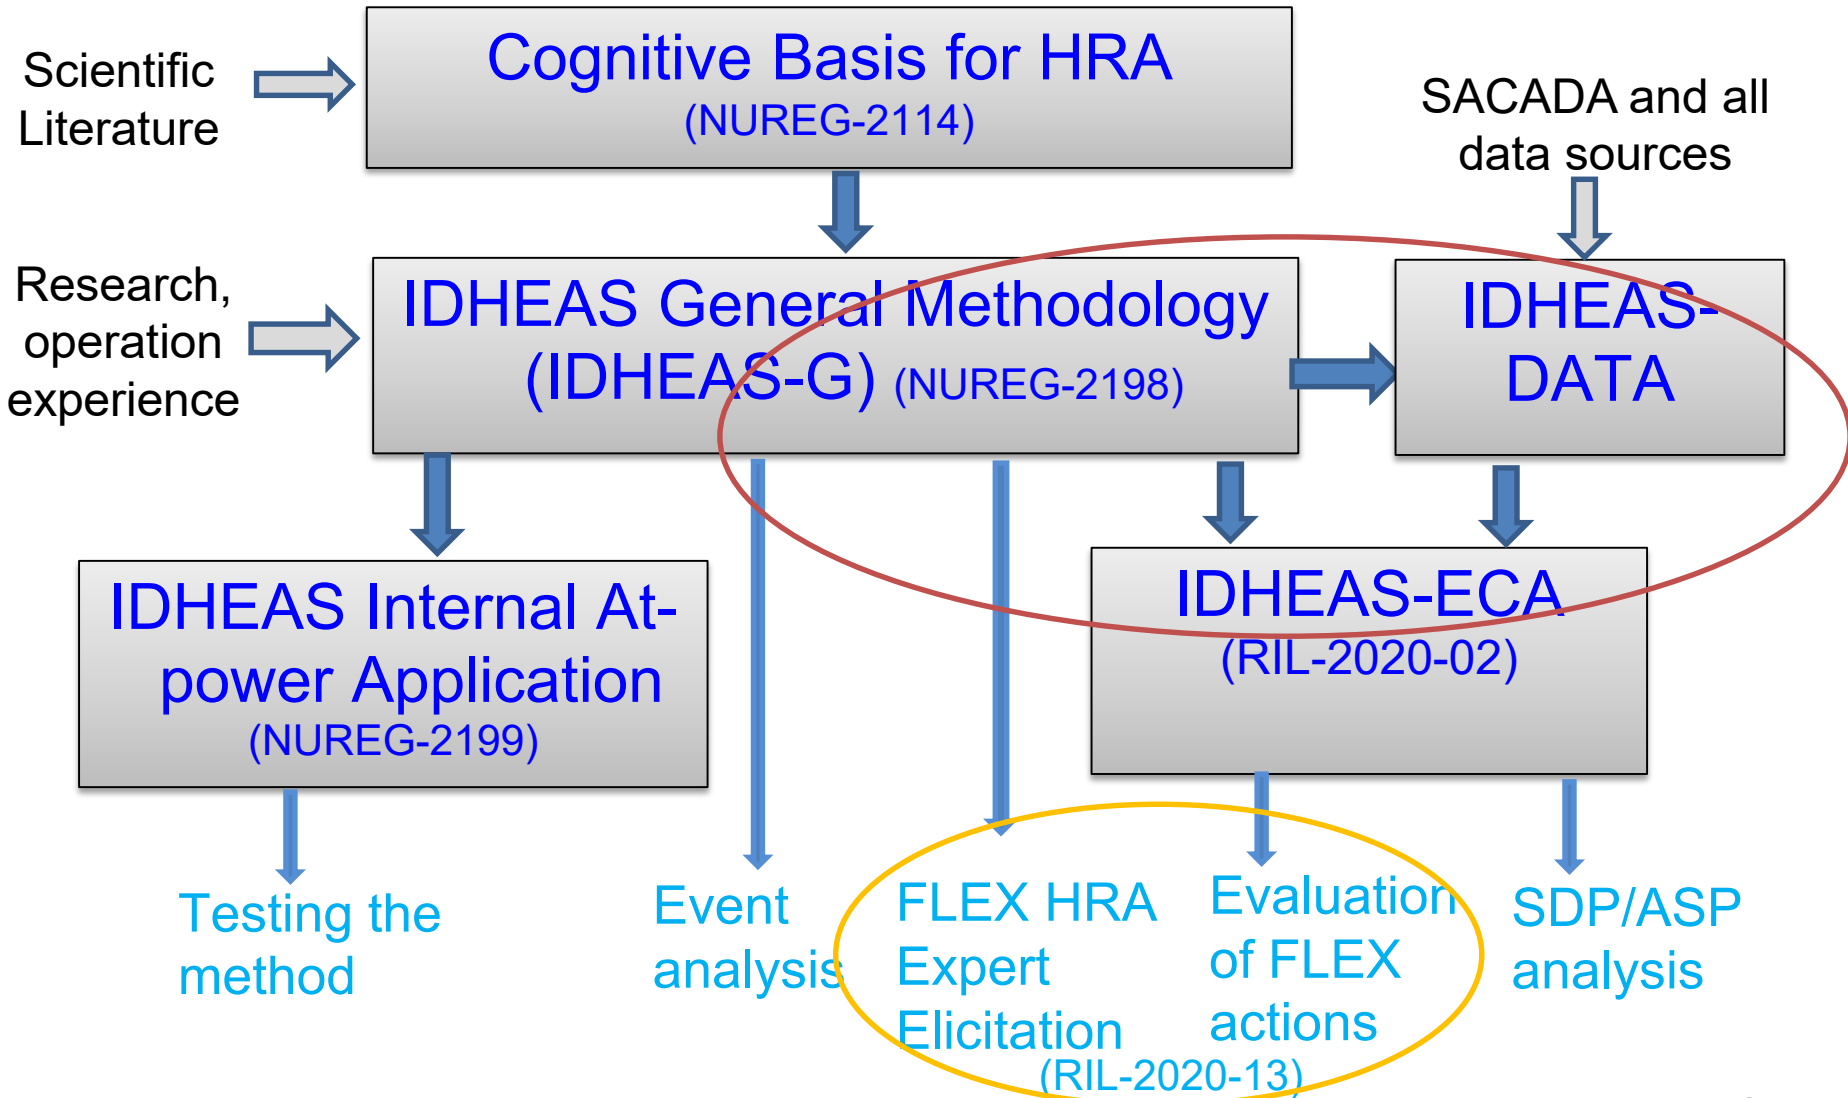 Scientific
Literature
Cognitive Basis for HRA
(NUREG-2114)
SACADA and all
data sources
Research,
operation
experience
IDHEAS General Methodology
(IDHEAS-G) (NUREG-2198)
IDHEAS-
DATA
IDHEAS Internal At-
power Application
(NUREG-2199)
IDHEAS-ECA
(RIL-2020-02)
Testing the
method
Event
analysis
FLEX HRA
Expert
Elicitation
Evaluation
of FLEX
actions
(RIL-2020-13)
SDP/ASP
analysis